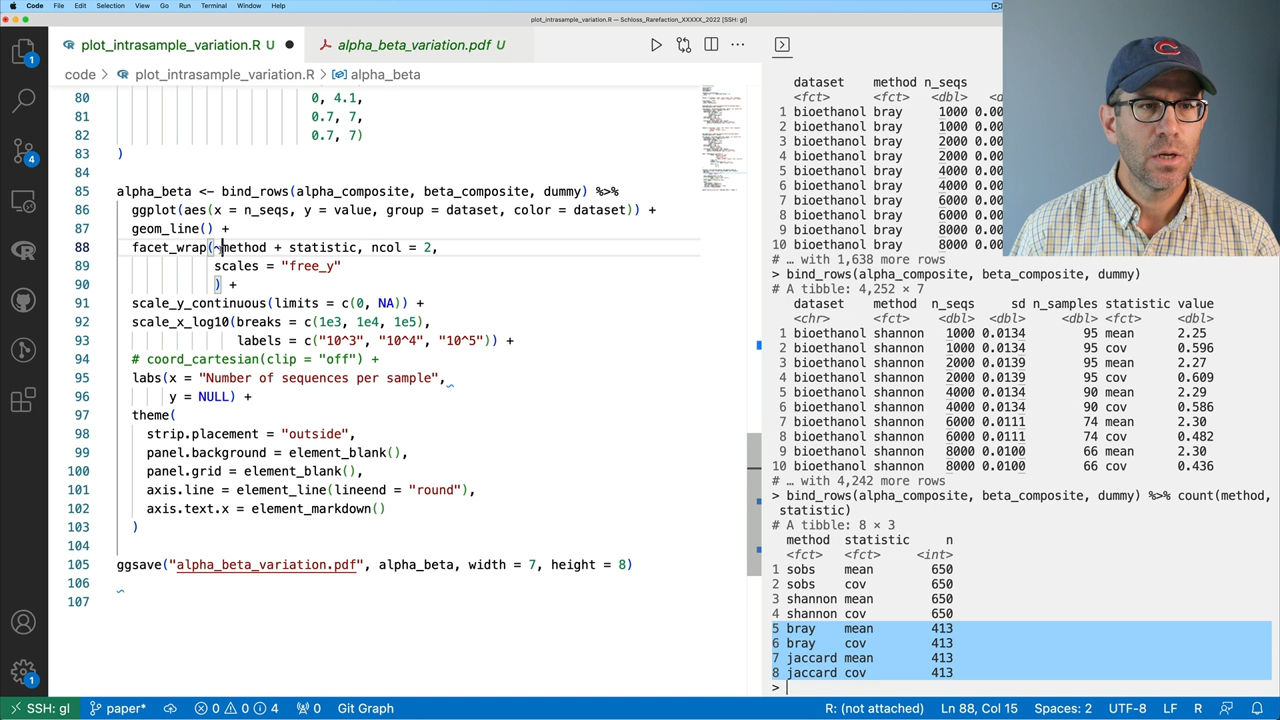 Code File Edit Selection View Go Run Terminal Window Help
plot_intrasample_variation.R — Schloss_Rarefaction_XXXXX_2022 [SSH: gl]
plot_intrasample_variation.R U
alpha_beta_variation.pdf U
code > plot_intrasample_variation.R > alpha_beta
80 0, 4.1,
81 0.7, 7,
82 0.7, 7)
83 )
84
85 alpha_beta <- bind_rows(alpha_composite, beta_composite, dummy) %>%
86 ggplot(aes(x = n_seqs, y = value, group = dataset, color = dataset)) +
87 geom_line() +
88 facet_wrap(~method + statistic, ncol = 2,
89 scales = "free_y"
90 ) +
91 scale_y_continuous(limits = c(0, NA)) +
92 scale_x_log10(breaks = c(1e3, 1e4, 1e5),
93 labels = c("10^3", "10^4", "10^5")) +
94 # coord_cartesian(clip = "off") +
95 labs(x = "Number of sequences per sample",
96 y = NULL) +
97 theme(
98 strip.placement = "outside",
99 panel.background = element_blank(),
100 panel.grid = element_blank(),
101 axis.line = element_line(lineend = "round"),
102 axis.text.x = element_markdown()
103 )
104
105 ggsave("alpha_beta_variation.pdf", alpha_beta, width = 7, height = 8)
106
107
dataset method n_seqs
<fct> <fct> <dbl> <d
1 bioethanol bray 1000 0.00
2 bioethanol bray 1000 0.00
3 bioethanol bray 2000 0.00
4 bioethanol bray 2000 0.00
5 bioethanol bray 4000 0.00
6 bioethanol bray 4000 0.00
7 bioethanol bray 6000 0.00
8 bioethanol bray 6000 0.00
9 bioethanol bray 8000 0.00
10 bioethanol bray 8000 0.00
# … with 1,638 more rows
> bind_rows(alpha_composite, beta_composite, dummy)
# A tibble: 4,252 × 7
dataset method n_seqs sd n_samples statistic value
<chr> <fct> <dbl> <dbl> <dbl> <fct> <dbl>
1 bioethanol shannon 1000 0.0134 95 mean 2.25
2 bioethanol shannon 1000 0.0134 95 cov 0.596
3 bioethanol shannon 2000 0.0139 95 mean 2.27
4 bioethanol shannon 2000 0.0139 95 cov 0.609
5 bioethanol shannon 4000 0.0134 90 mean 2.29
6 bioethanol shannon 4000 0.0134 90 cov 0.586
7 bioethanol shannon 6000 0.0111 74 mean 2.30
8 bioethanol shannon 6000 0.0111 74 cov 0.482
9 bioethanol shannon 8000 0.0100 66 mean 2.30
10 bioethanol shannon 8000 0.0100 66 cov 0.436
# … with 4,242 more rows
> bind_rows(alpha_composite, beta_composite, dummy) %>% count(method,
statistic)
# A tibble: 8 × 3
method statistic n
<fct> <fct> <int>
1 sobs mean 650
2 sobs cov 650
3 shannon mean 650
4 shannon cov 650
5 bray mean 413
6 bray cov 413
7 jaccard mean 413
8 jaccard cov 413
>
1
4
1
SSH: gl paper* 0 0 4 0 Git Graph R: (not attached) Ln 88, Col 15 Spaces: 2 UTF-8 LF R